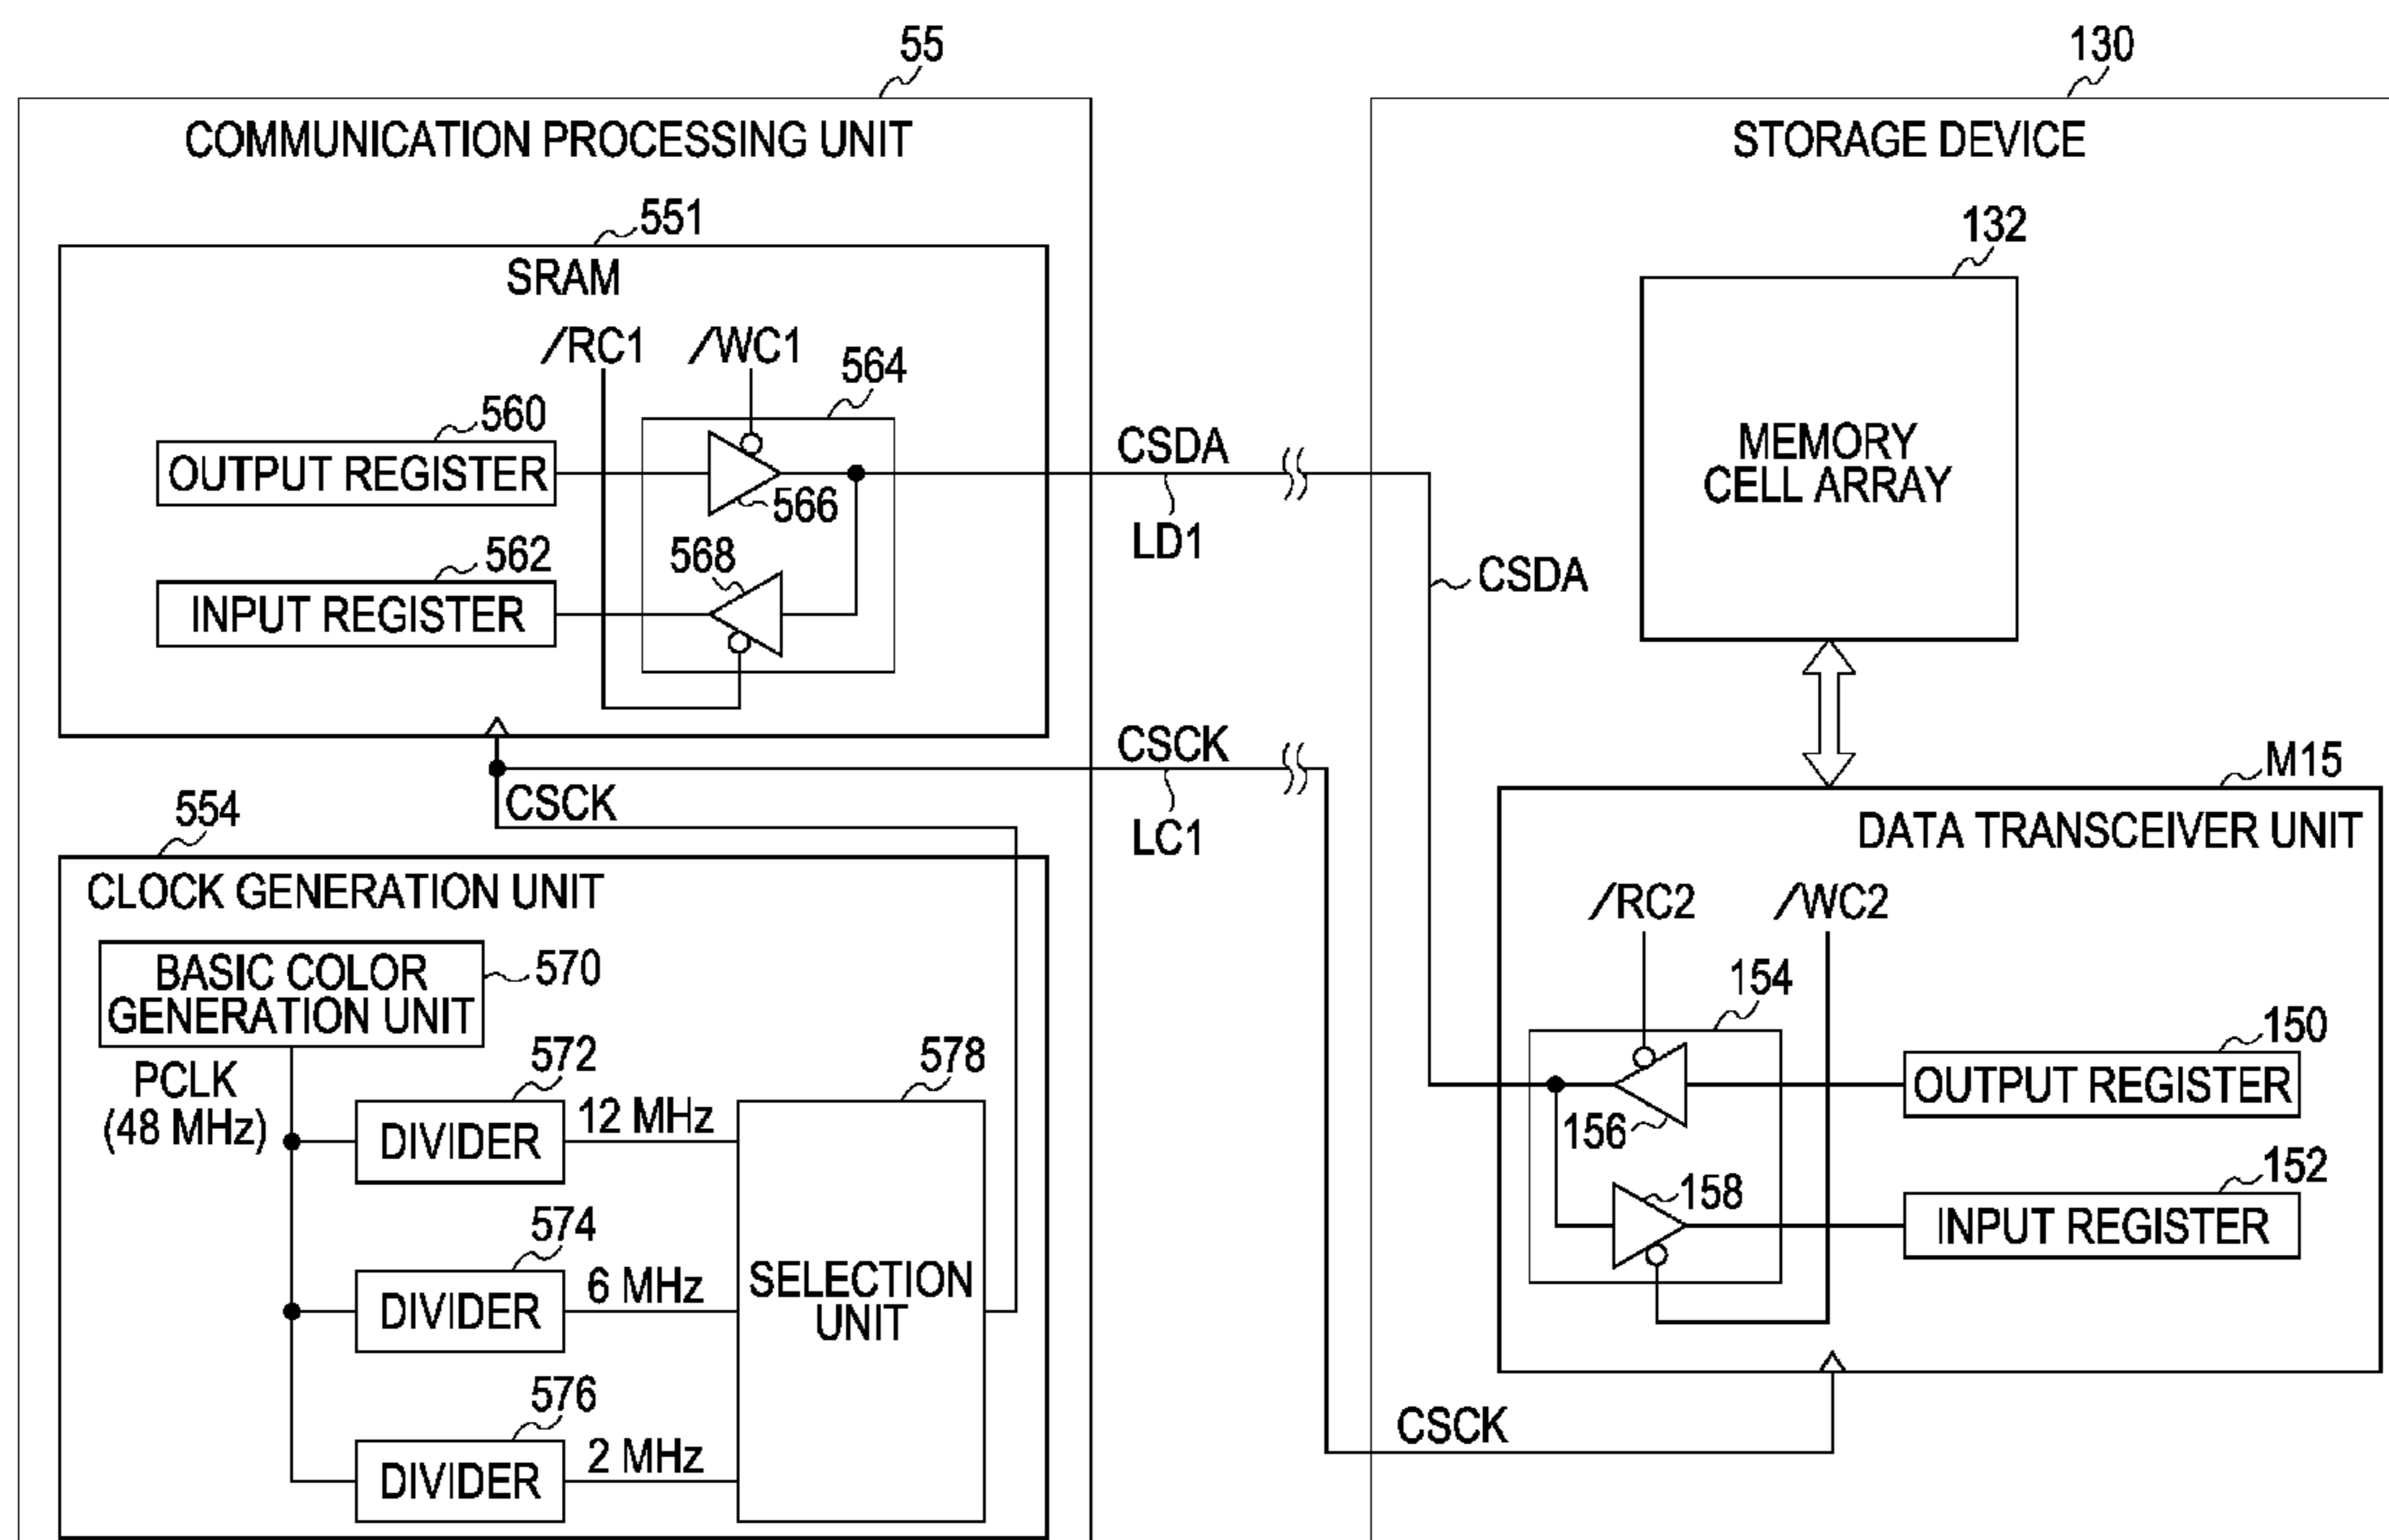 55
130
COMMUNICATION PROCESSING UNIT
STORAGE DEVICE
551
SRAM
132
/RC1
/WC1
564
560
OUTPUT REGISTER
566
CSDA
LD1
MEMORY
CELL ARRAY
562
568
INPUT REGISTER
CSDA
CSCK
LC1
CSCK
M15
DATA TRANSCEIVER UNIT
554
CLOCK GENERATION UNIT
/RC2
/WC2
BASIC COLOR
GENERATION UNIT
570
154
PCLK
(48 MHz)
572
578
150
DIVIDER
12 MHz
156
OUTPUT REGISTER
574
158
152
DIVIDER
6 MHz
SELECTION
UNIT
INPUT REGISTER
576
DIVIDER
2 MHz
CSCK